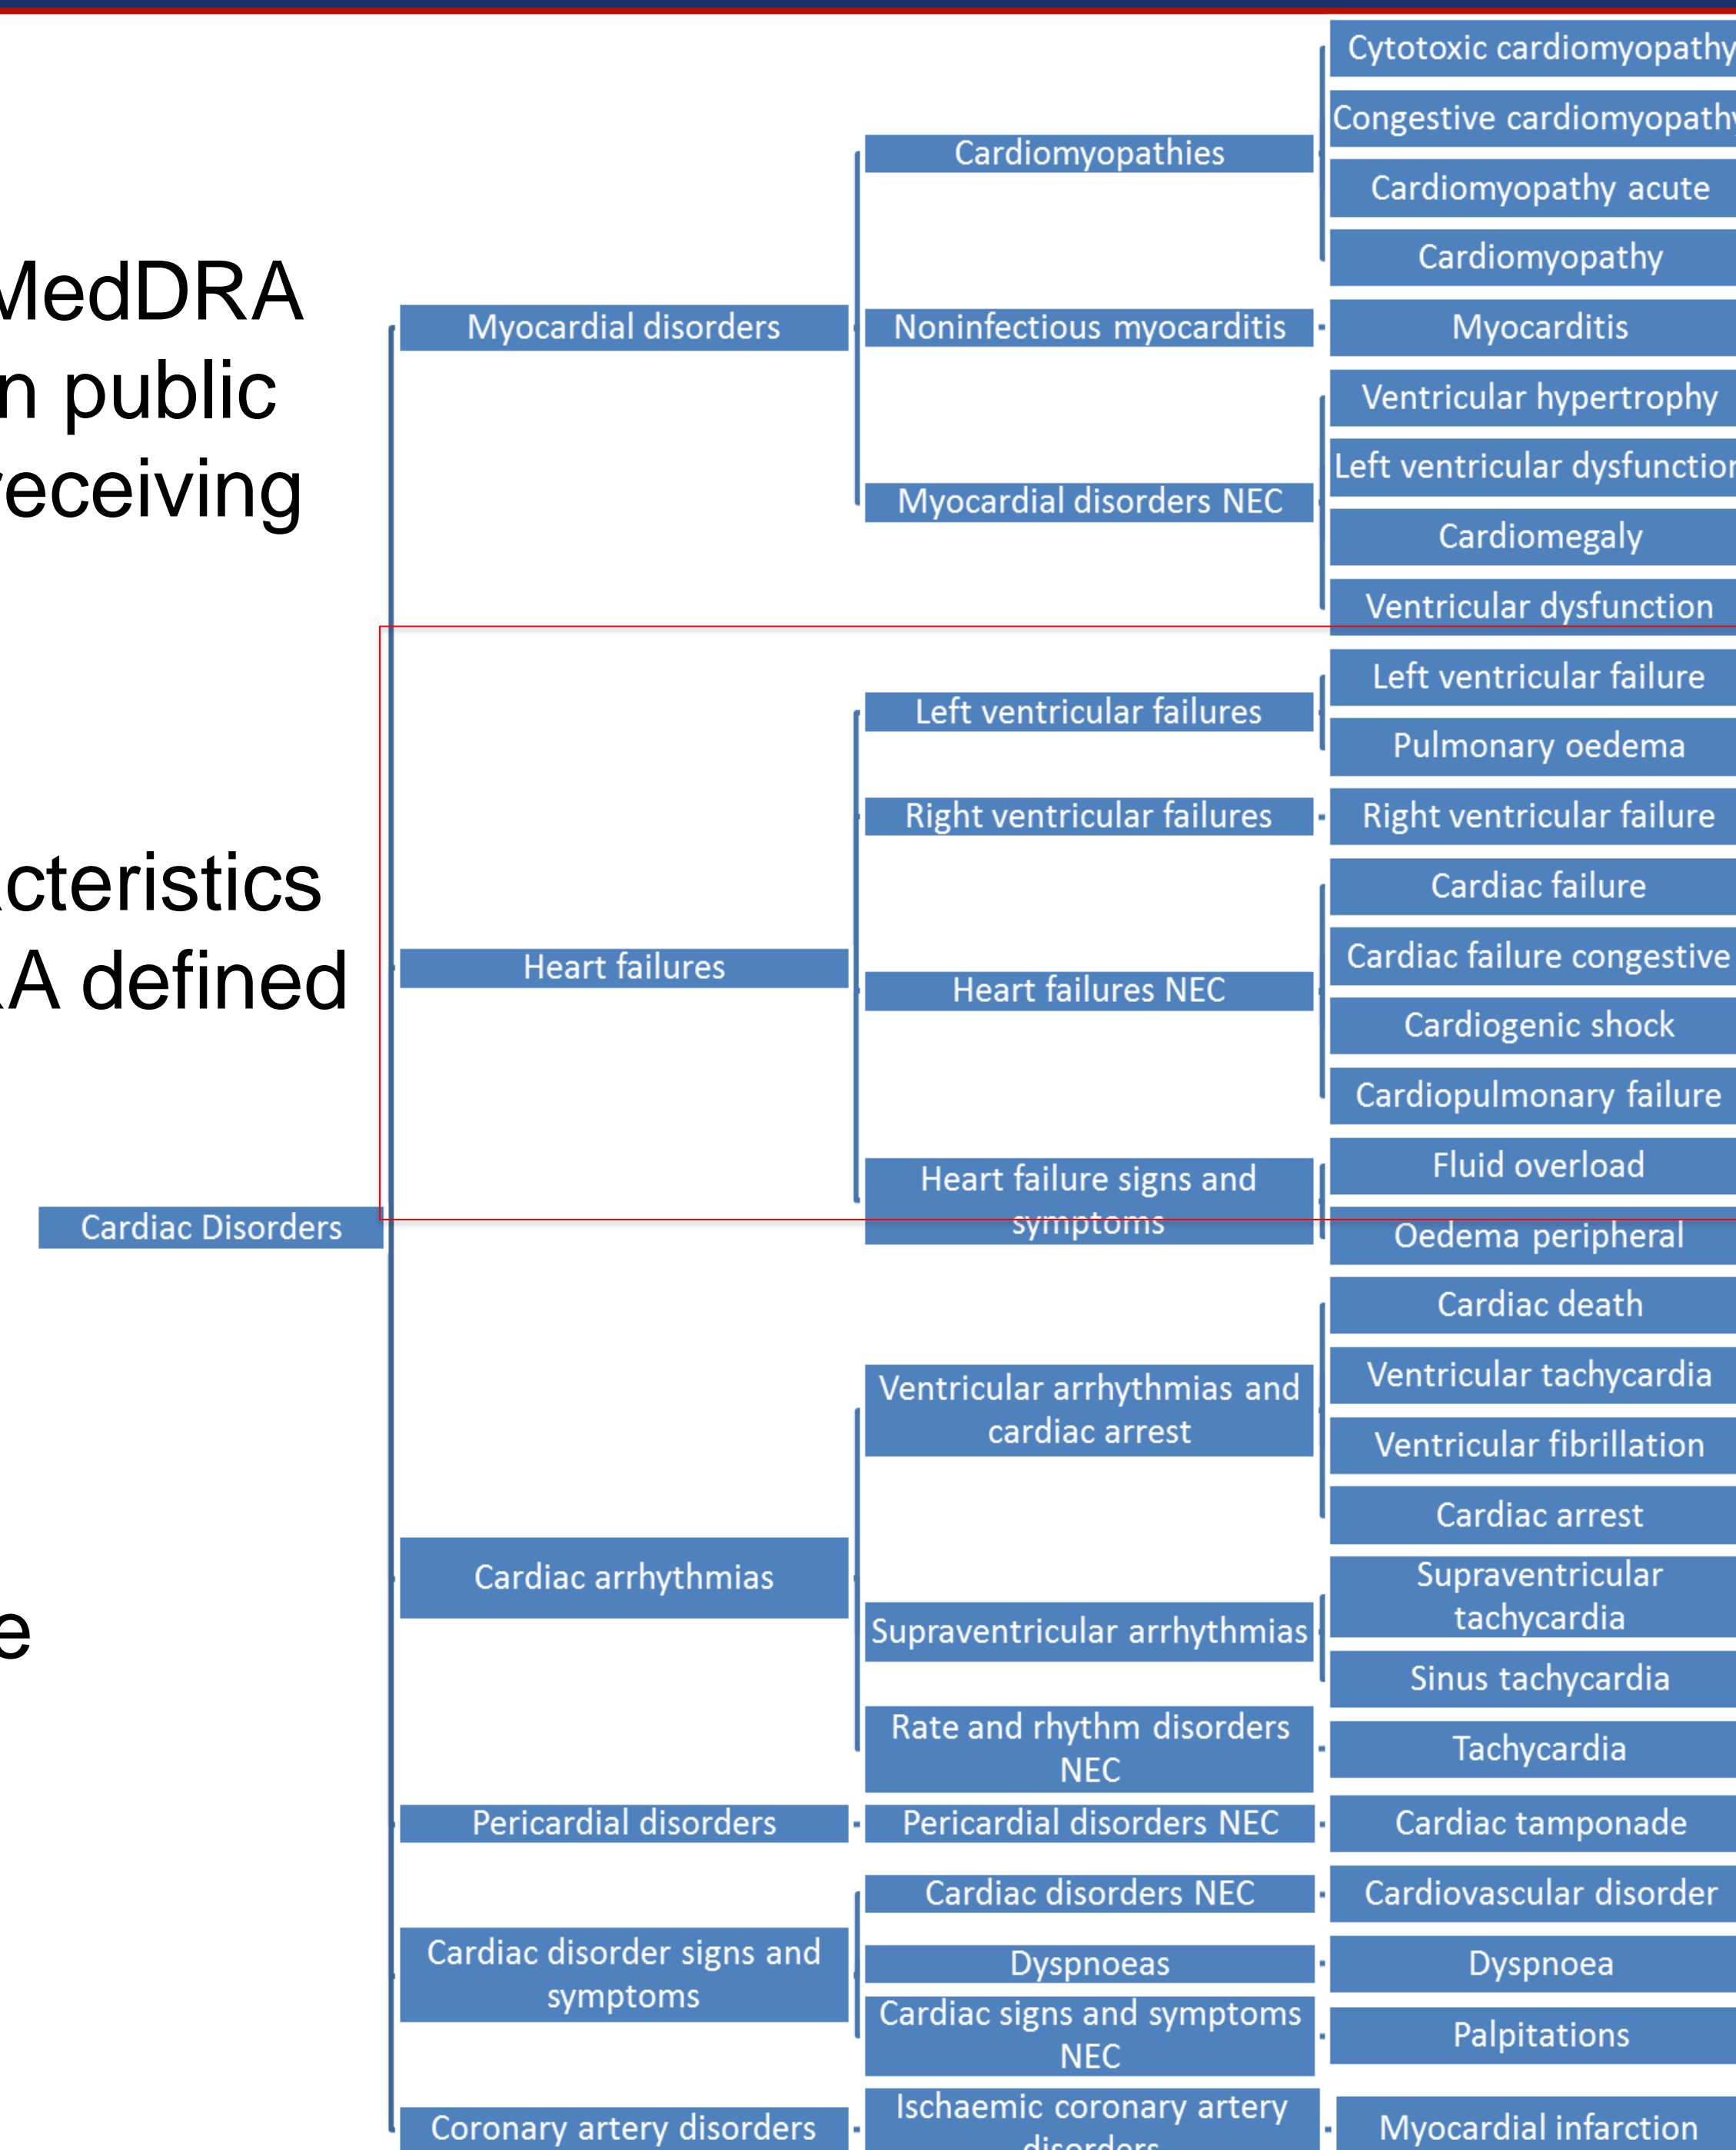 MedDRA
n public
receiving
cteristics
A defined
e
Cardiac Disorders
Myocardial disorders
Cardiomyopathies
Cytotoxic cardiomyopathy
Congestive cardiomyopathy
Cardiomyopathy acute
Cardiomyopathy
Noninfectious myocarditis
Myocarditis
Myocardial disorders NEC
Ventricular hypertrophy
Left ventricular dysfunction
Cardiomegaly
Ventricular dysfunction
Heart failures
Left ventricular failures
Left ventricular failure
Pulmonary oedema
Right ventricular failures
Right ventricular failure
Heart failures NEC
Cardiac failure
Cardiac failure congestive
Cardiogenic shock
Cardiopulmonary failure
Heart failure signs and
symptoms
Fluid overload
Oedema peripheral
Cardiac arrhythmias
Ventricular arrhythmias and
cardiac arrest
Cardiac death
Ventricular tachycardia
Ventricular fibrillation
Cardiac arrest
Supraventricular arrhythmias
Supraventricular
tachycardia
Sinus tachycardia
Rate and rhythm disorders
NEC
Tachycardia
Pericardial disorders
Pericardial disorders NEC
Cardiac tamponade
Cardiac disorder signs and
symptoms
Cardiac disorders NEC
Cardiovascular disorder
Dyspnoeas
Dyspnoea
Cardiac signs and symptoms
NEC
Palpitations
Coronary artery disorders
Ischaemic coronary artery
disorders
Myocardial infarction